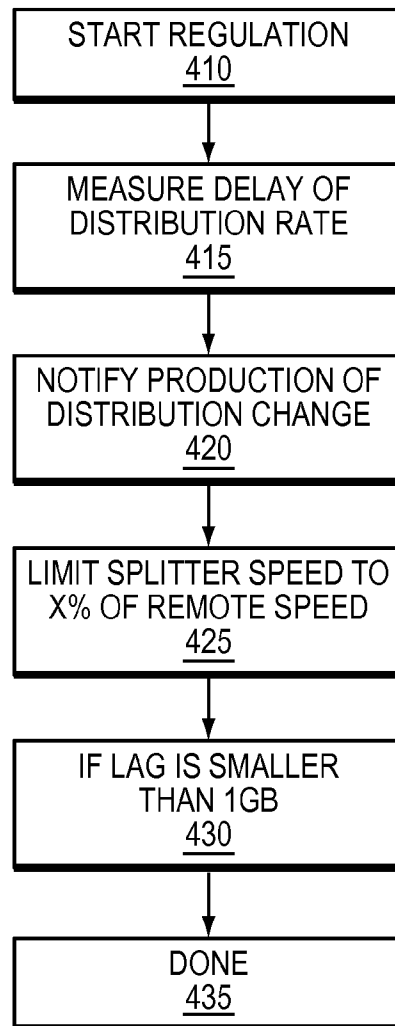 START REGULATION
410
MEASURE DELAY OF
DISTRIBUTION RATE
415
NOTIFY PRODUCTION OF
DISTRIBUTION CHANGE
420
LIMIT SPLITTER SPEED TO
X% OF REMOTE SPEED
425
IF LAG IS SMALLER
THAN 1GB
430
DONE
435